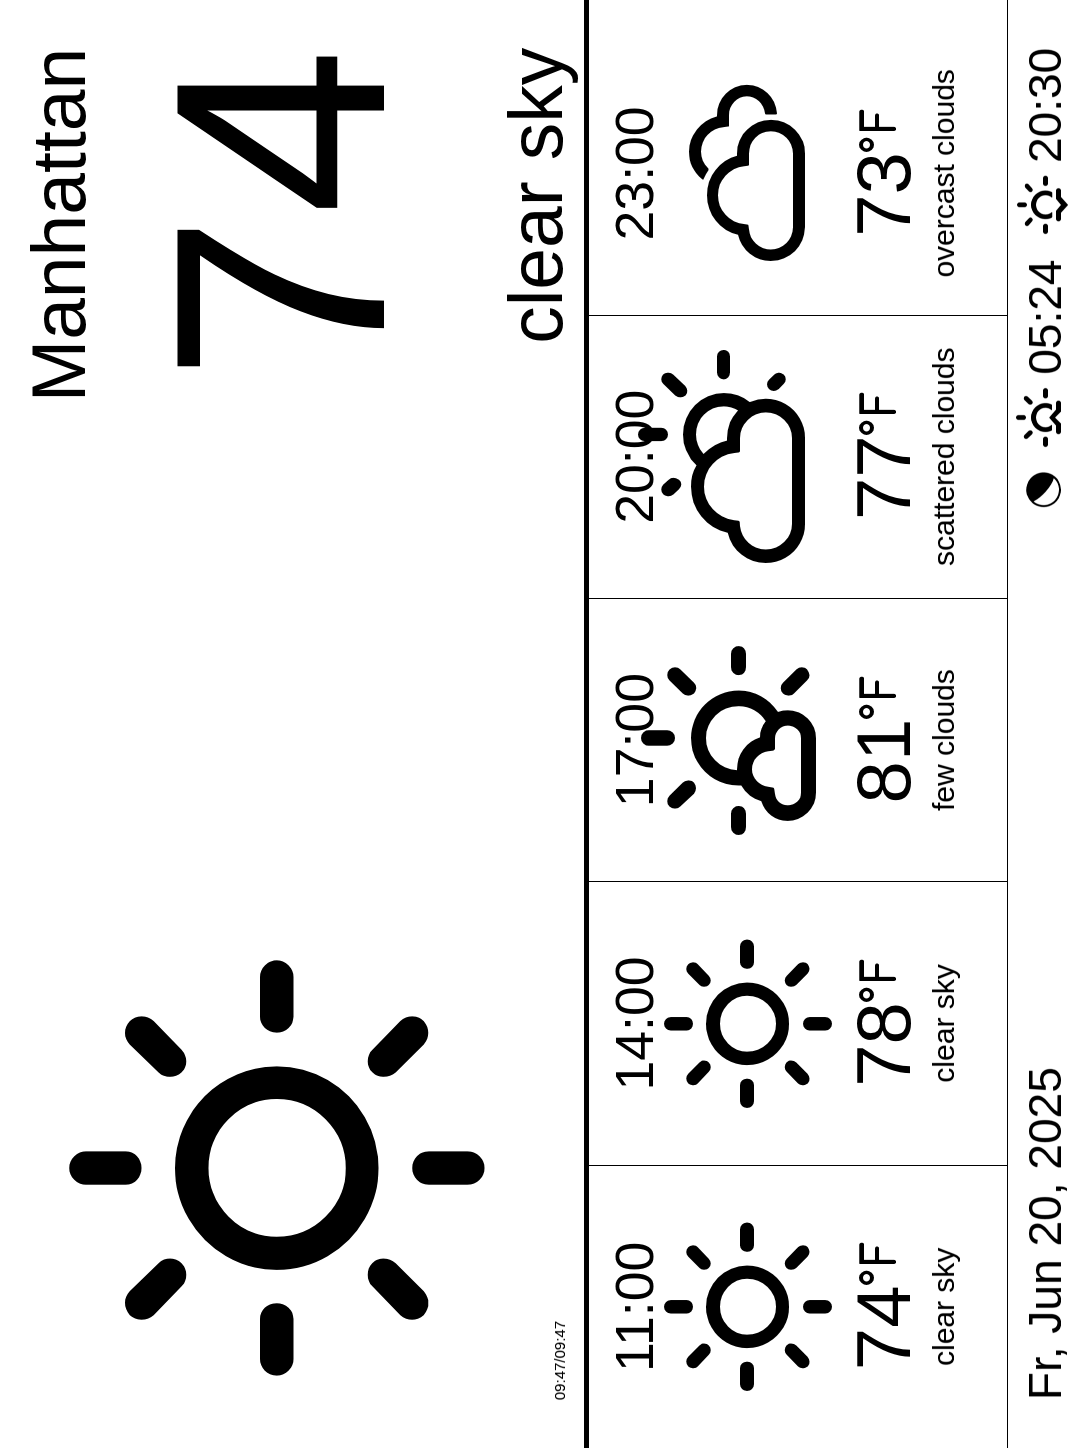 Manhattan
74
clear sky
09:47/09:47
11:00
74°F
clear sky
14:00
78°F
clear sky
17:00
81°F
few clouds
20:00
77°F
scattered clouds
23:00
73°F
overcast clouds
Fr, Jun 20, 2025
05:24 20:30